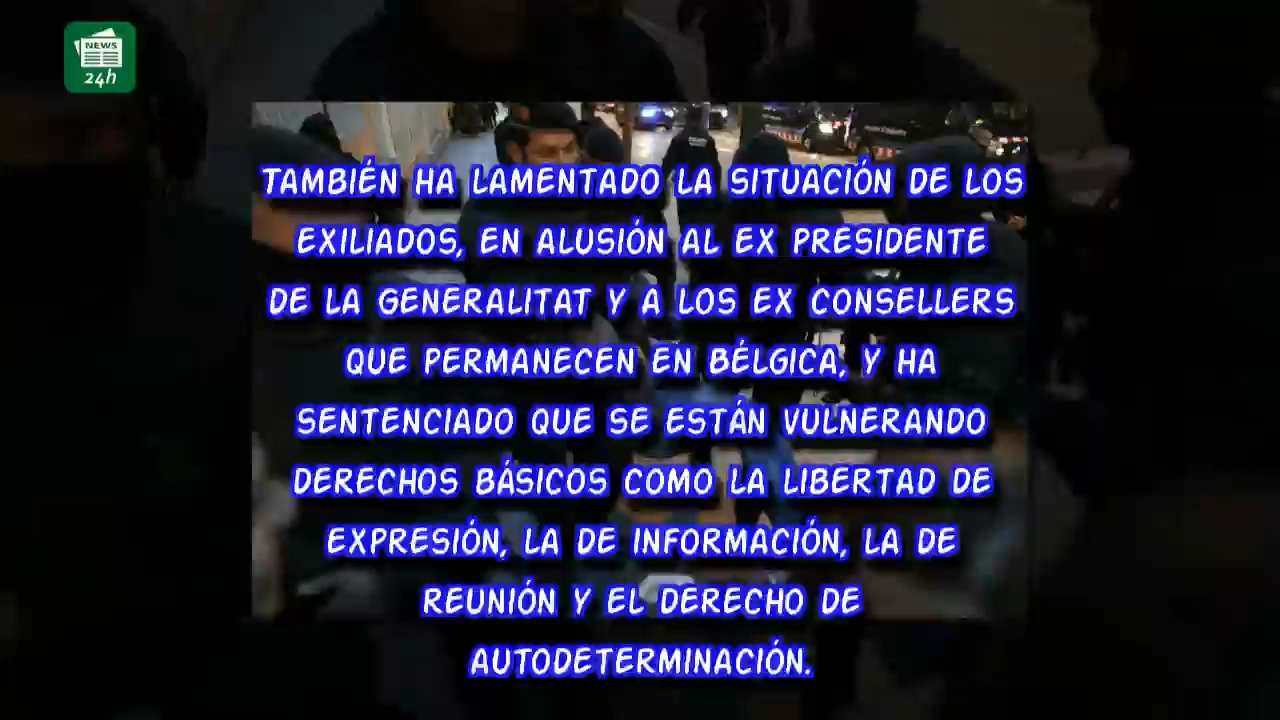 NEWS
24h
TAMBIÉN HA LAMENTADO LA SITUACIÓN DE LOS
EXILIADOS, EN ALUSIÓN AL EX PRESIDENTE
DE LA GENERALITAT Y A LOS EX CONSELLERS
QUE PERMANECEN EN BÉLGICA, Y HA
SENTENCIADO QUE SE ESTÁN VULNERANDO
DERECHOS BÁSICOS COMO LA LIBERTAD DE
EXPRESIÓN, LA DE INFORMACIÓN, LA DE
REUNIÓN Y EL DERECHO DE
AUTODETERMINACIÓN.